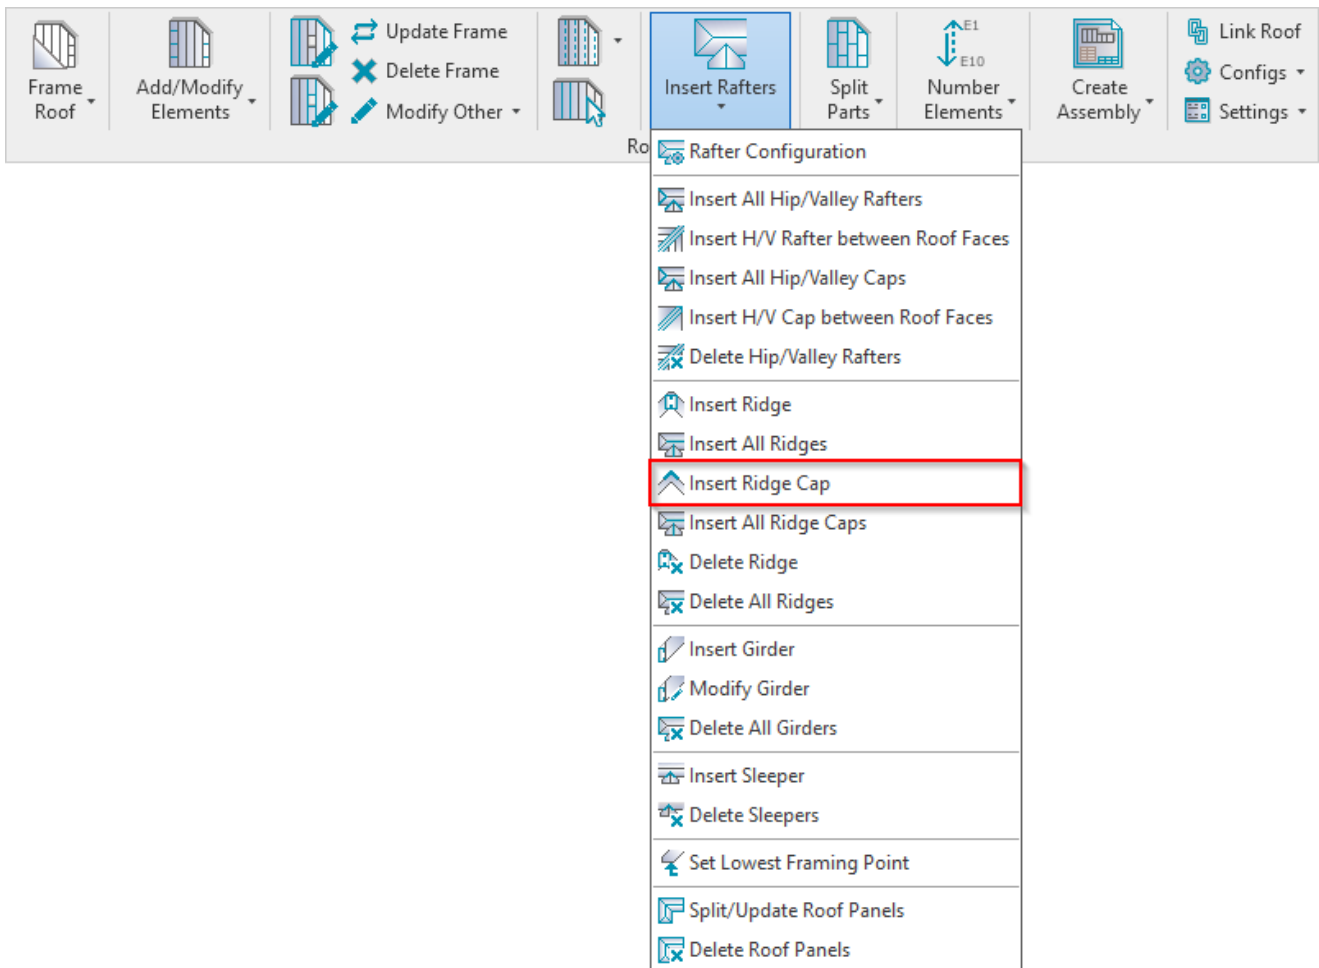 Frame
Roof
Add/Modify
Elements
Update Frame
Delete Frame
Modify Other
Insert Rafters
Split
Parts
E1
E10
Number
Elements
Create
Assembly
Link Roof
Configs
Settings
Ro
Rafter Configuration
Insert All Hip/Valley Rafters
Insert H/V Rafter between Roof Faces
Insert All Hip/Valley Caps
Insert H/V Cap between Roof Faces
Delete Hip/Valley Rafters
Insert Ridge
Insert All Ridges
Insert Ridge Cap
Insert All Ridge Caps
Delete Ridge
Delete All Ridges
Insert Girder
Modify Girder
Delete All Girders
Insert Sleeper
Delete Sleepers
Set Lowest Framing Point
Split/Update Roof Panels
Delete Roof Panels